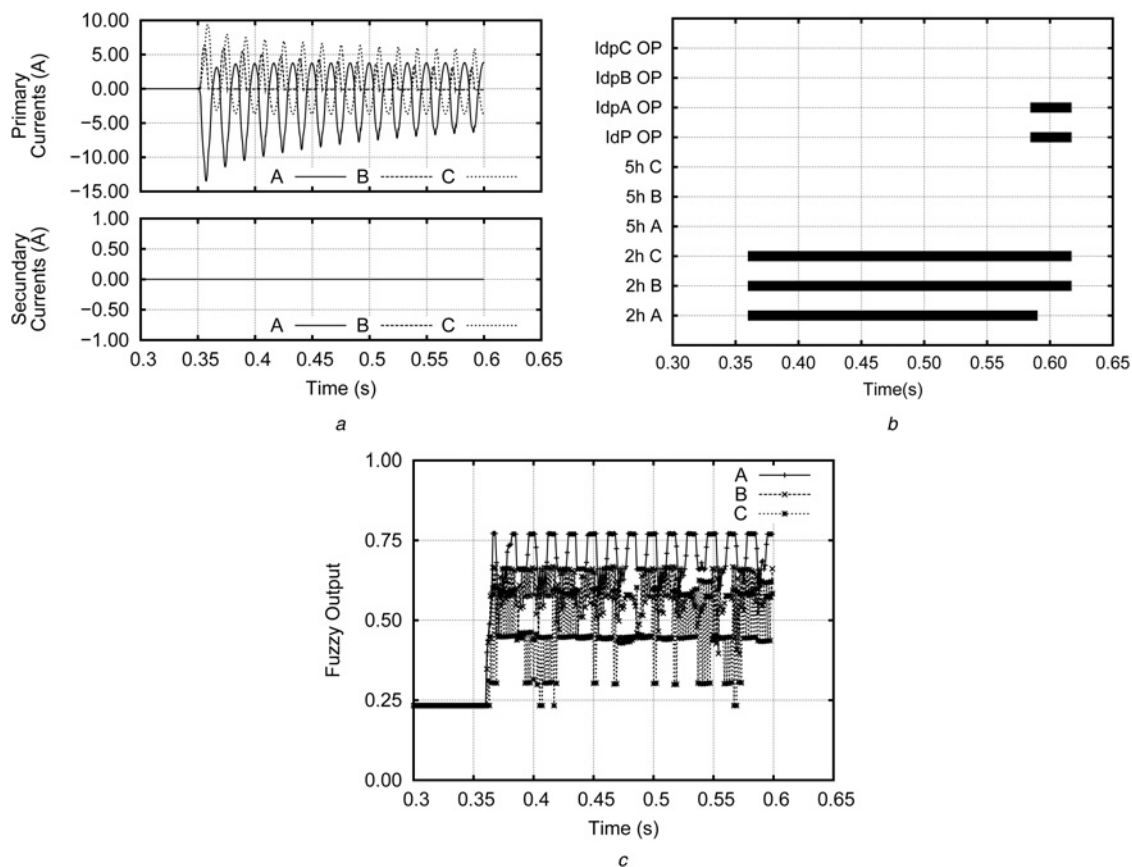 Primary
Currents (A)
10.00
5.00
0.00
−5.00
−10.00
−15.00
A B C
Secundary
Currents (A)
1.00
0.50
0.00
−0.50
−1.00
A B C
0.3 0.35 0.4 0.45 0.5 0.55 0.6 0.65
Time (s)
a
IdpC OP
IdpB OP
IdpA OP
IdP OP
5h C
5h B
5h A
2h C
2h B
2h A
0.30 0.35 0.40 0.45 0.50 0.55 0.60 0.65
Time(s)
b
Fuzzy Output
1.00
0.75
0.50
0.25
0.00
A
B
C
0.3 0.35 0.4 0.45 0.5 0.55 0.6 0.65
Time (s)
c